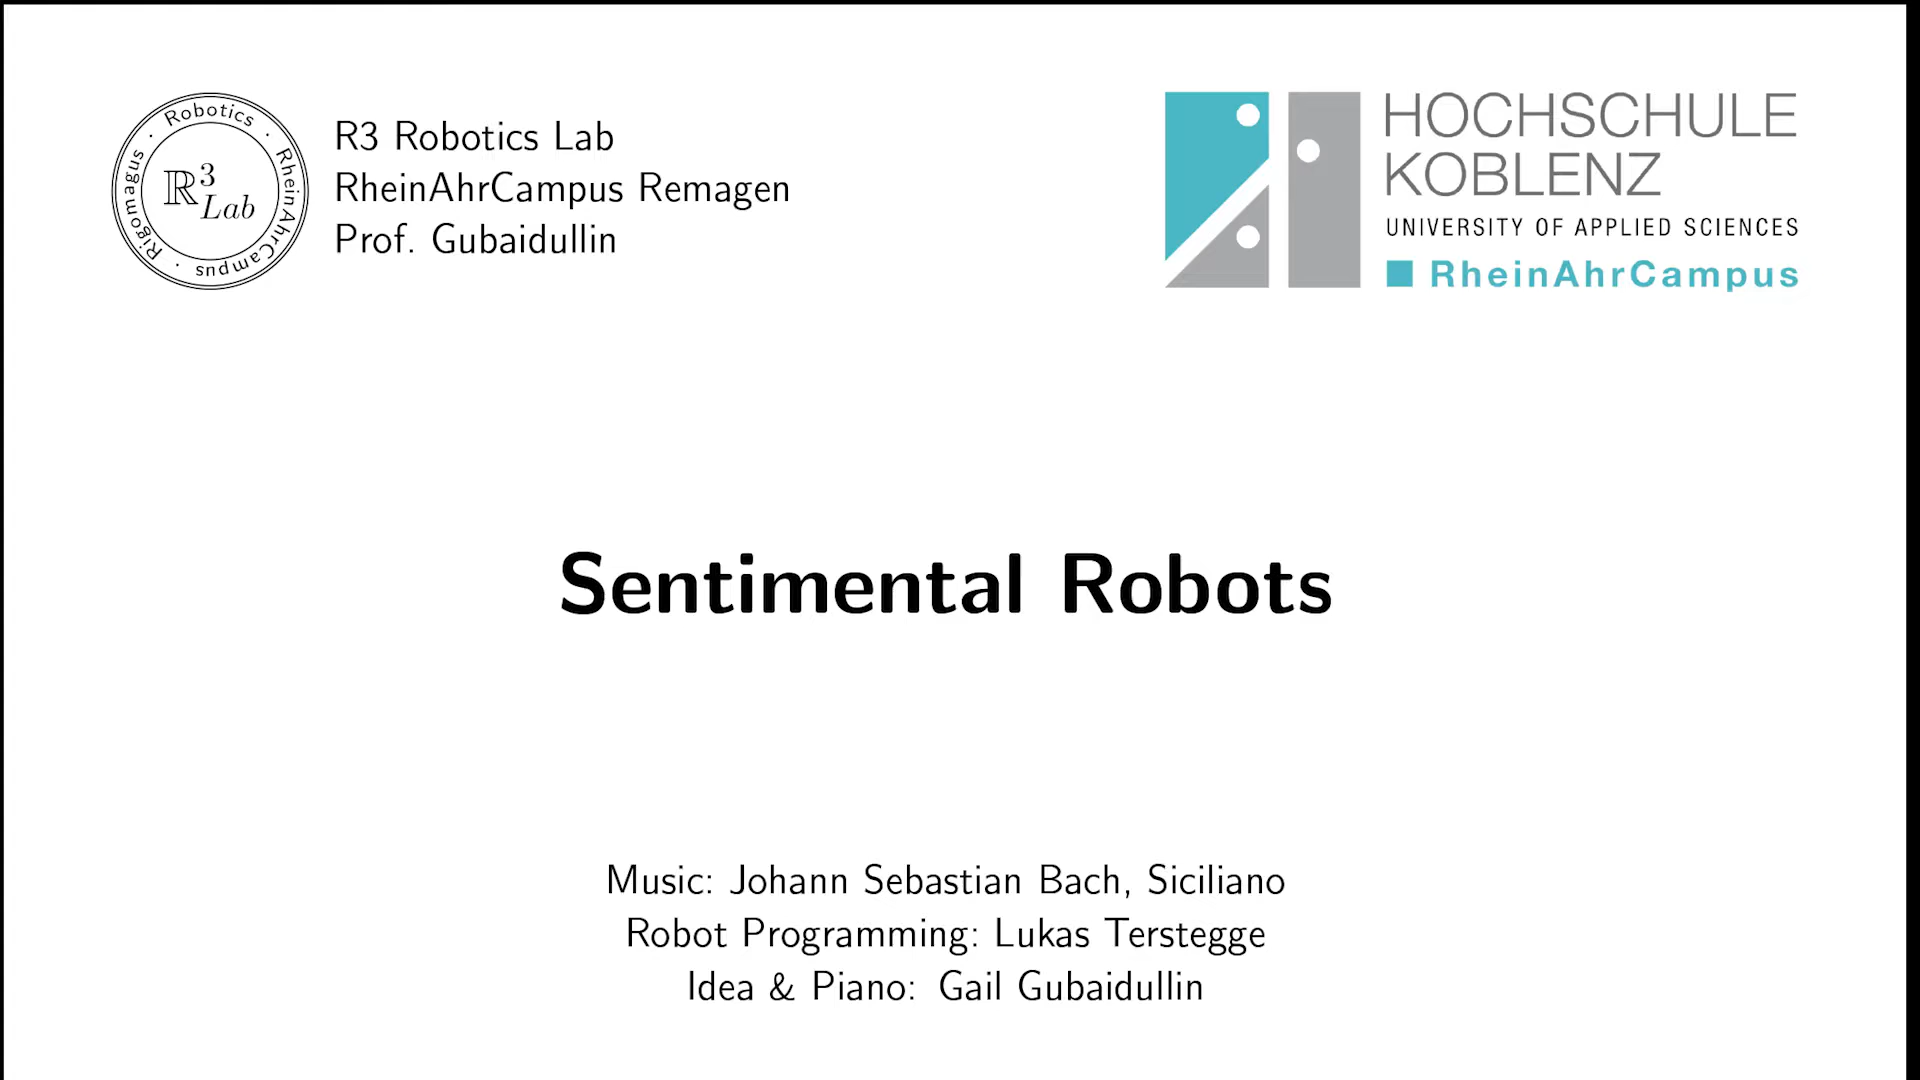 · Robotics · RheinAhrCampus · Rigomagus
ℝ³
Lab
R3 Robotics Lab
RheinAhrCampus Remagen
Prof. Gubaidullin
HOCHSCHULE
KOBLENZ
UNIVERSITY OF APPLIED SCIENCES
RheinAhrCampus
Sentimental Robots
Music: Johann Sebastian Bach, Siciliano
Robot Programming: Lukas Terstegge
Idea & Piano: Gail Gubaidullin